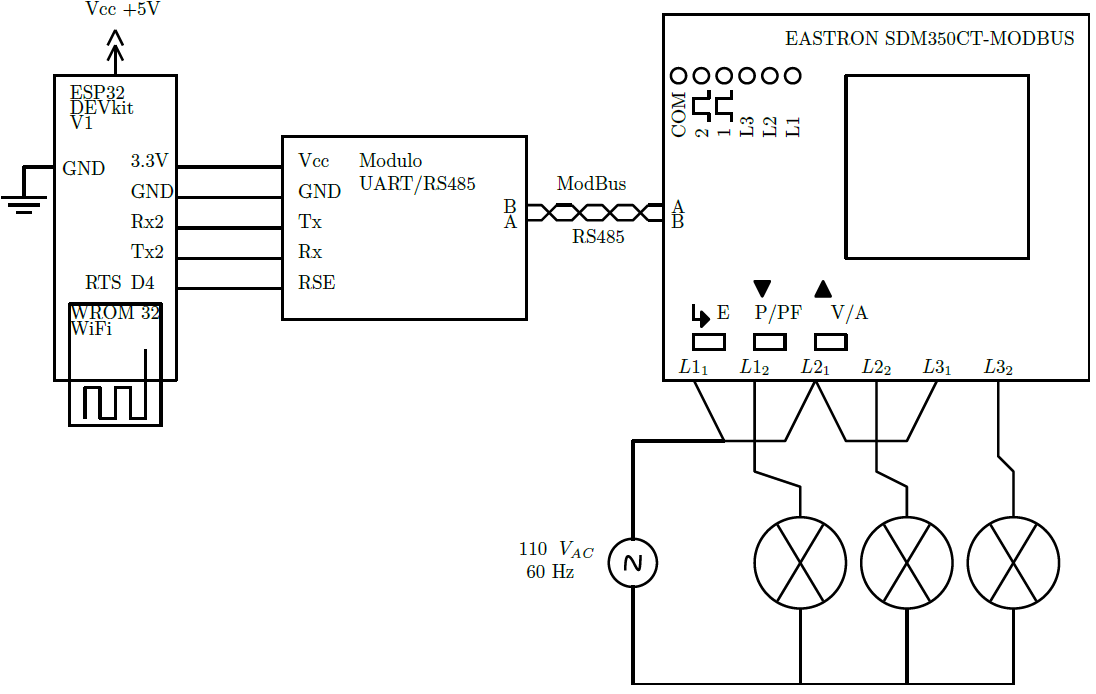 Vcc +5V
ESP32
DEVkit
V1
GND
3.3V
GND
Rx2
Tx2
RTS D4
WROM 32
WiFi
Vcc
GND
Tx
Rx
RSE
Modulo
UART/RS485
B
A
ModBus
RS485
A
B
EASTRON SDM350CT-MODBUS
COM
2
1
L3
L2
L1
E
P/PF
V/A
L1₁
L1₂
L2₁
L2₂
L3₁
L3₂
110 V_AC
60 Hz